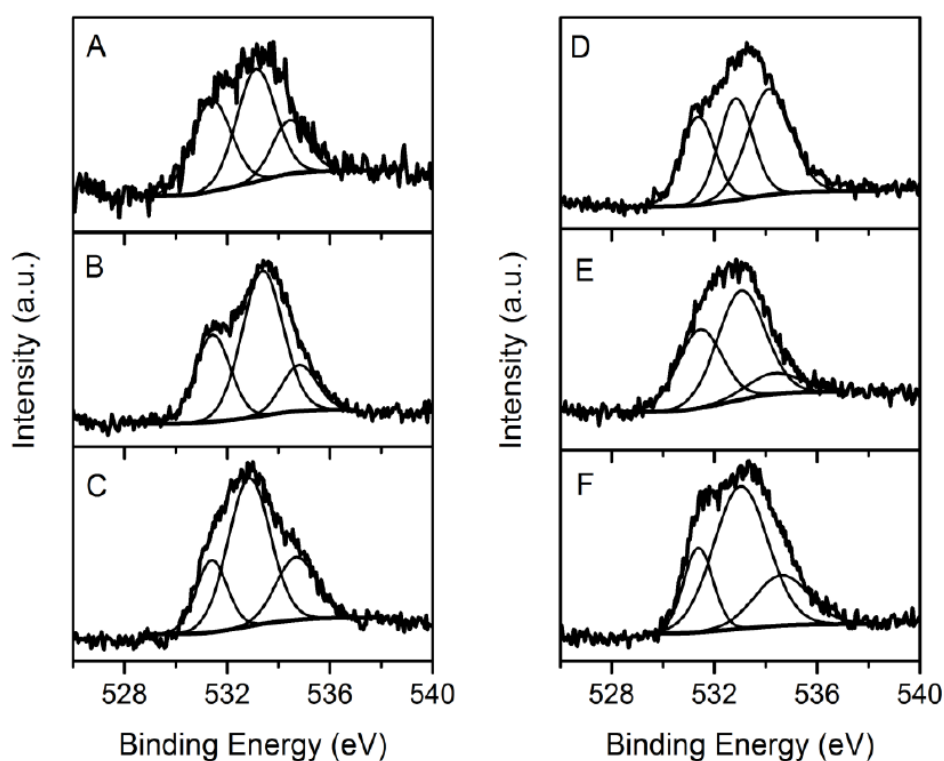 A
B
C
Intensity (a.u.)
528 532 536 540
Binding Energy (eV)
D
E
F
Intensity (a.u.)
528 532 536 540
Binding Energy (eV)